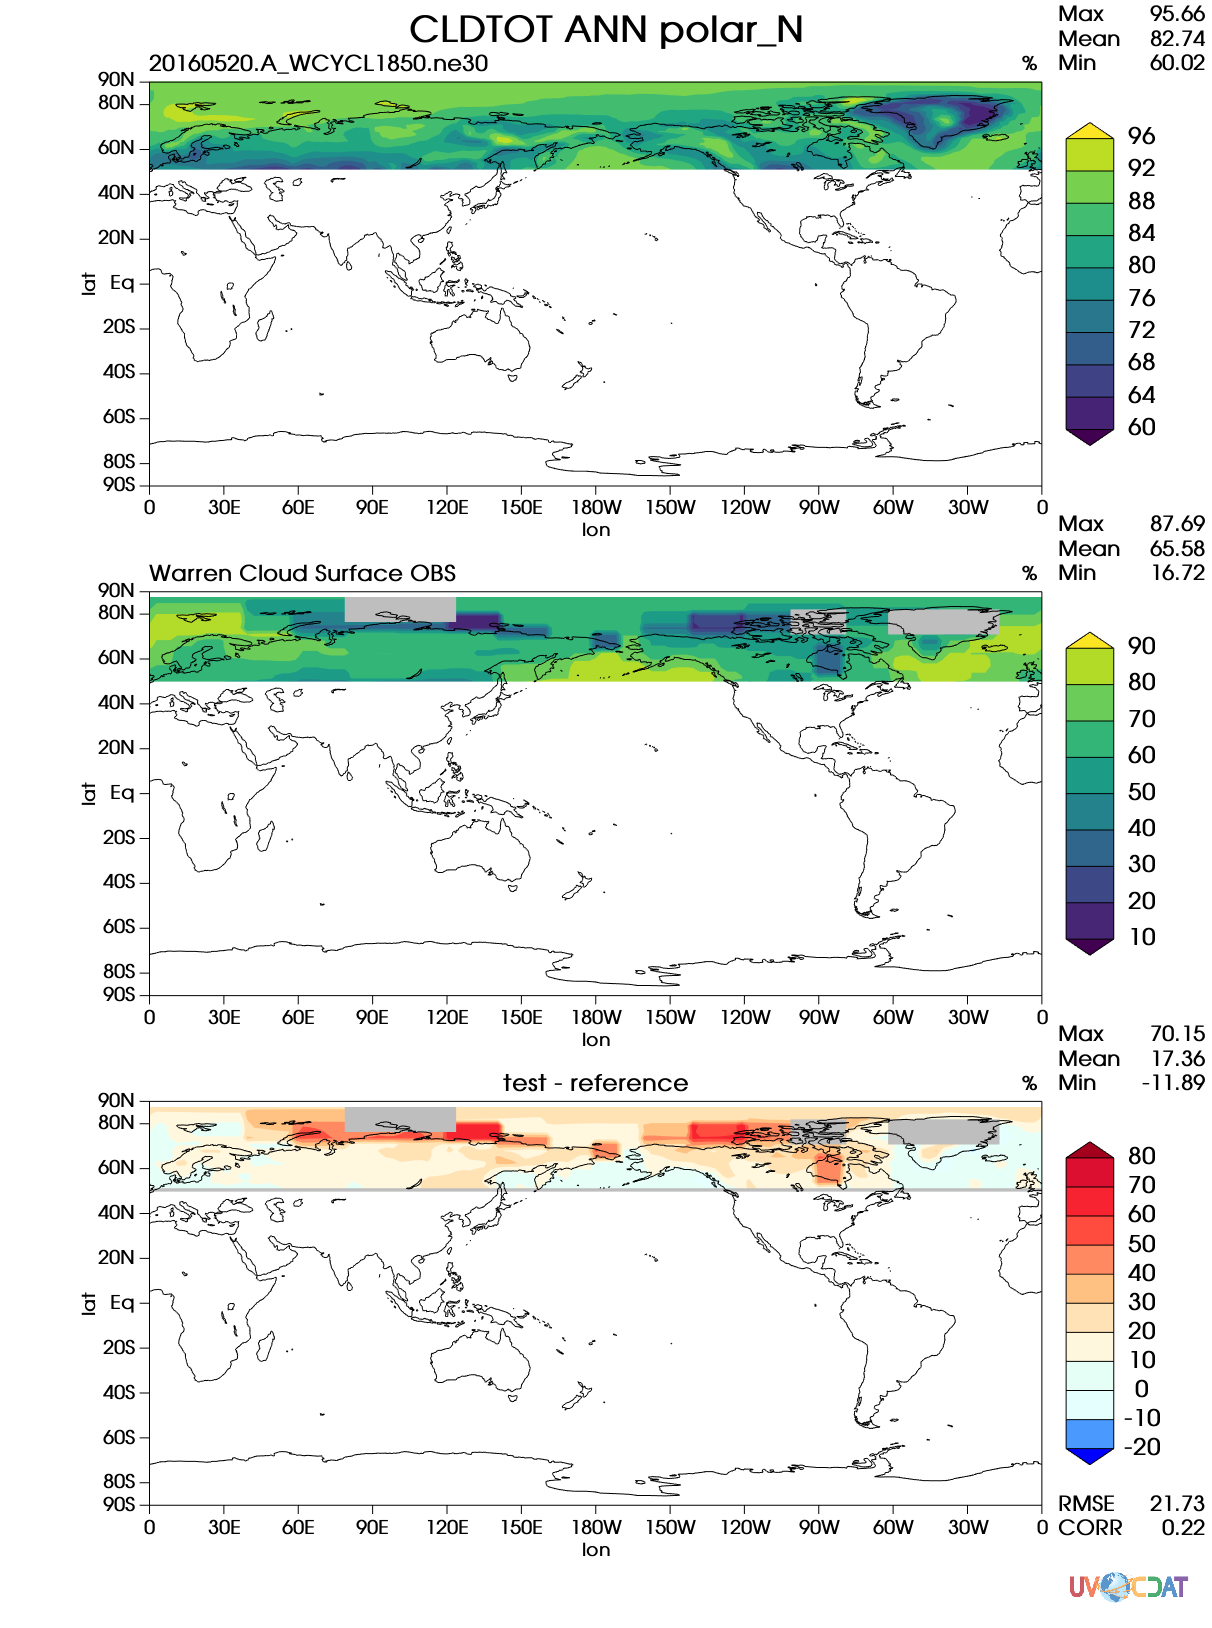 CLDTOT ANN polar_N
Max 95.66
Mean 82.74
Min 60.02
20160520.A_WCYCL1850.ne30
%
90N
80N
60N
40N
20N
Eq
20S
40S
60S
80S
90S
lat
0 30E 60E 90E 120E 150E 180W 150W 120W 90W 60W 30W 0
lon
96
92
88
84
80
76
72
68
64
60
Max 87.69
Mean 65.58
Min 16.72
Warren Cloud Surface OBS
%
90N
80N
60N
40N
20N
Eq
20S
40S
60S
80S
90S
lat
0 30E 60E 90E 120E 150E 180W 150W 120W 90W 60W 30W 0
lon
90
80
70
60
50
40
30
20
10
Max 70.15
Mean 17.36
Min -11.89
test - reference
%
90N
80N
60N
40N
20N
Eq
20S
40S
60S
80S
90S
lat
0 30E 60E 90E 120E 150E 180W 150W 120W 90W 60W 30W 0
lon
80
70
60
50
40
30
20
10
0
-10
-20
RMSE 21.73
CORR 0.22
UV CDAT